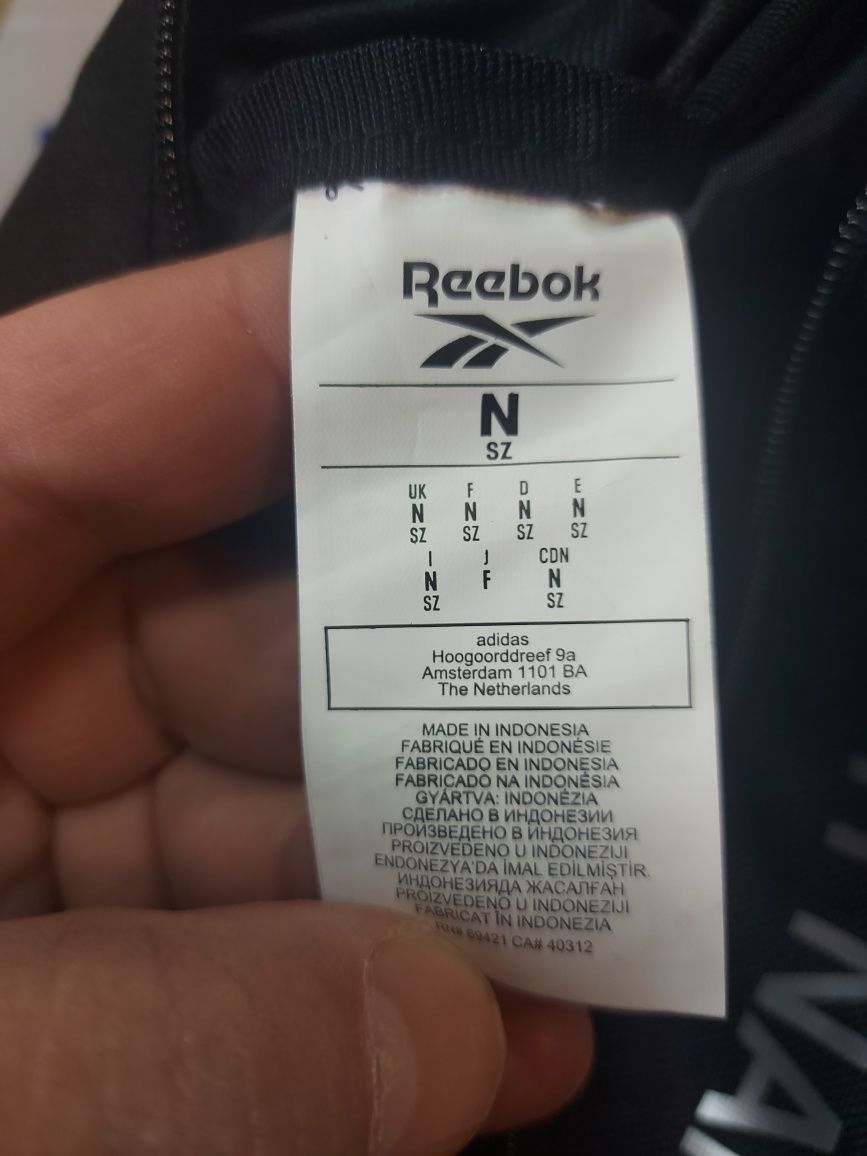 Reebok
N
SZ
UK F D E
N N N N
SZ SZ SZ SZ
I J CDN
N F N
SZ SZ
adidas
Hoogoorddreef 9a
Amsterdam 1101 BA
The Netherlands
MADE IN INDONESIA
FABRIQUÉ EN INDONÉSIE
FABRICADO EN INDONESIA
FABRICADO NA INDONÉSIA
GYÁRTVA: INDONÉZIA
СДЕЛАНО В ИНДОНЕЗИИ
ПРОИЗВЕДЕНО В ИНДОНЕЗИЯ
PROIZVEDENO U INDONEZIJI
ENDONEZYA'DA İMAL EDİLMİŞTİR.
ИНДОНЕЗИЯДА ЖАСАЛҒАН
PROIZVEDENO U INDONEZIJI
FABRICAT ÎN INDONEZIA
RN# 69421 CA# 40312